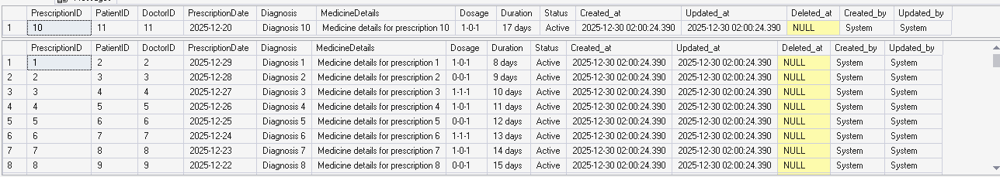 PrescriptionID PatientID DoctorID PrescriptionDate Diagnosis MedicineDetails Dosage Duration Status Created_at Updated_at Deleted_at Created_by Updated_by
1 10 11 11 2025-12-20 Diagnosis 10 Medicine details for prescription 10 1-0-1 17 days Active 2025-12-30 02:00:24.390 2025-12-30 02:00:24.390 NULL System System
PrescriptionID PatientID DoctorID PrescriptionDate Diagnosis MedicineDetails Dosage Duration Status Created_at Updated_at Deleted_at Created_by Updated_by
1 1 2 2 2025-12-29 Diagnosis 1 Medicine details for prescription 1 1-0-1 8 days Active 2025-12-30 02:00:24.390 2025-12-30 02:00:24.390 NULL System System
2 2 3 3 2025-12-28 Diagnosis 2 Medicine details for prescription 2 0-0-1 9 days Active 2025-12-30 02:00:24.390 2025-12-30 02:00:24.390 NULL System System
3 3 4 4 2025-12-27 Diagnosis 3 Medicine details for prescription 3 1-1-1 10 days Active 2025-12-30 02:00:24.390 2025-12-30 02:00:24.390 NULL System System
4 4 5 5 2025-12-26 Diagnosis 4 Medicine details for prescription 4 1-0-1 11 days Active 2025-12-30 02:00:24.390 2025-12-30 02:00:24.390 NULL System System
5 5 6 6 2025-12-25 Diagnosis 5 Medicine details for prescription 5 0-0-1 12 days Active 2025-12-30 02:00:24.390 2025-12-30 02:00:24.390 NULL System System
6 6 7 7 2025-12-24 Diagnosis 6 Medicine details for prescription 6 1-1-1 13 days Active 2025-12-30 02:00:24.390 2025-12-30 02:00:24.390 NULL System System
7 7 8 8 2025-12-23 Diagnosis 7 Medicine details for prescription 7 1-0-1 14 days Active 2025-12-30 02:00:24.390 2025-12-30 02:00:24.390 NULL System System
8 8 9 9 2025-12-22 Diagnosis 8 Medicine details for prescription 8 0-0-1 15 days Active 2025-12-30 02:00:24.390 2025-12-30 02:00:24.390 NULL System System